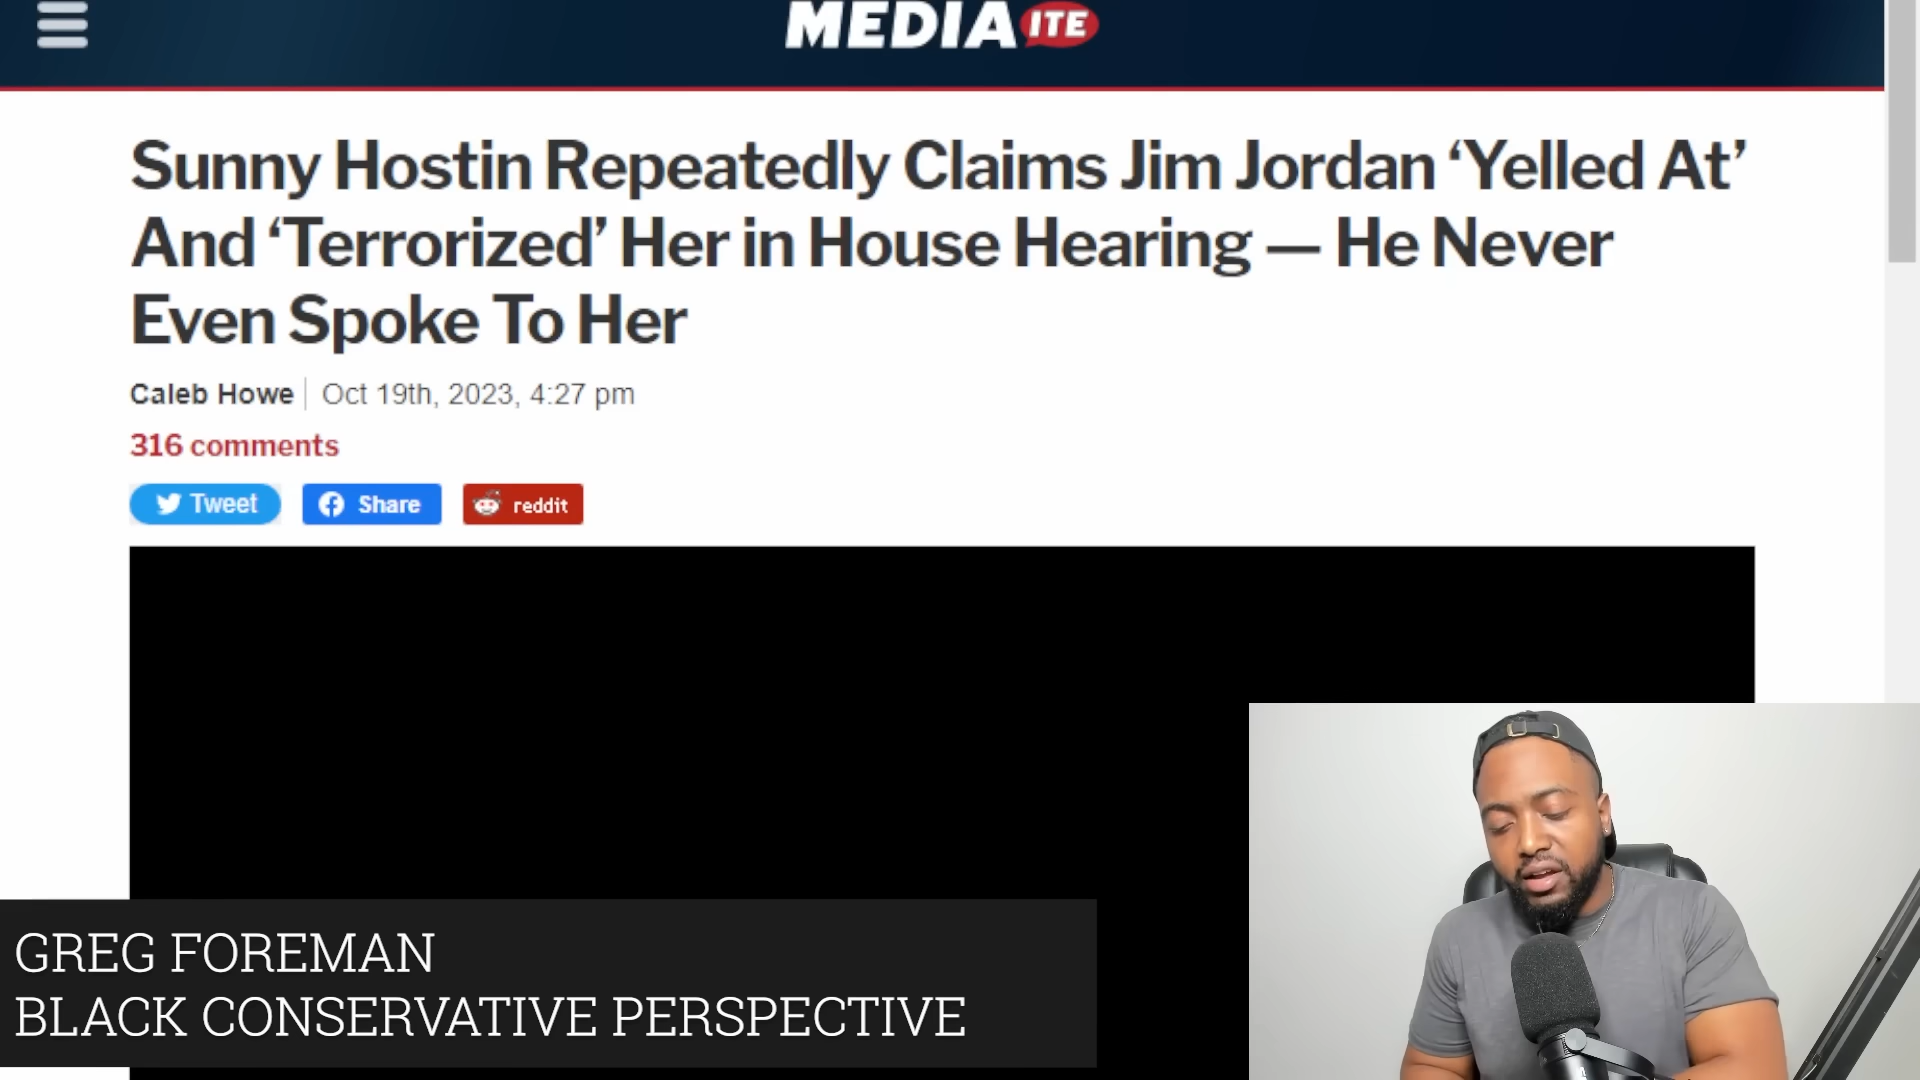 MEDIAITE
Sunny Hostin Repeatedly Claims Jim Jordan ‘Yelled At’
And ‘Terrorized’ Her in House Hearing — He Never
Even Spoke To Her
Caleb Howe | Oct 19th, 2023, 4:27 pm
316 comments
Tweet Share reddit
GREG FOREMAN
BLACK CONSERVATIVE PERSPECTIVE